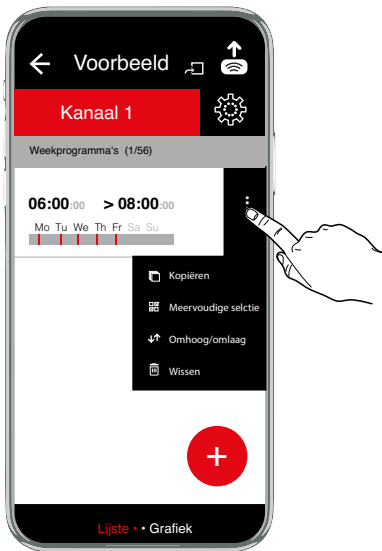 Voorbeeld
Kanaal 1
Weekprogramma's (1/56)
06:00:00 > 08:00:00
Mo Tu We Th Fr Sa Su
Kopiëren
Meervoudige selctie
Omhoog/omlaag
Wissen
+
Lijste • • Grafiek